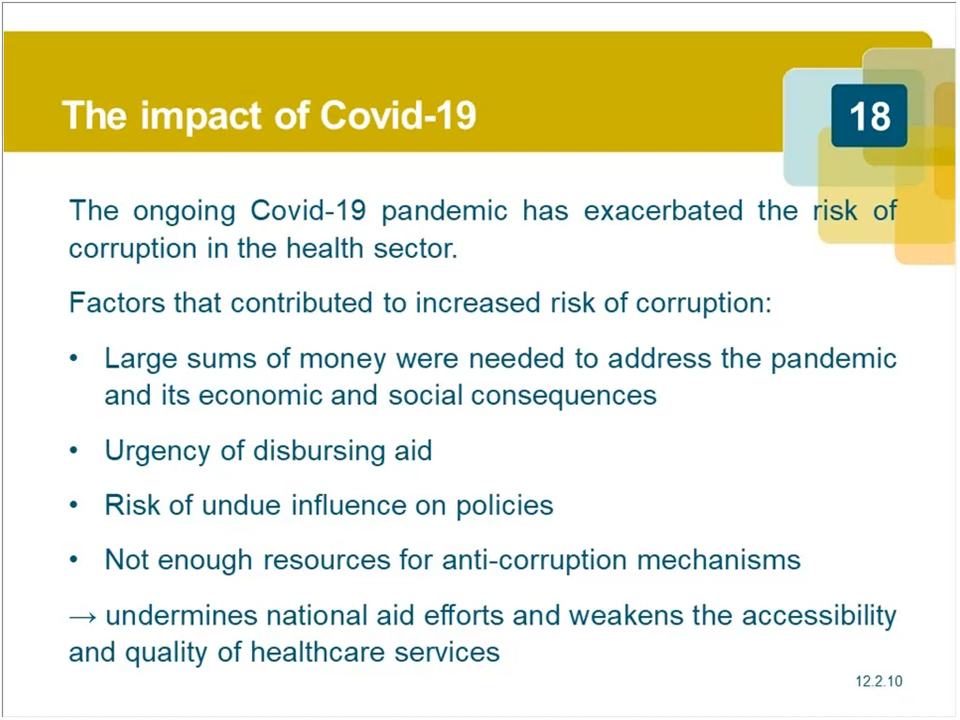 The impact of Covid-19
18
The ongoing Covid-19 pandemic has exacerbated the risk of
corruption in the health sector.
Factors that contributed to increased risk of corruption:
• Large sums of money were needed to address the pandemic
and its economic and social consequences
• Urgency of disbursing aid
• Risk of undue influence on policies
• Not enough resources for anti-corruption mechanisms
→ undermines national aid efforts and weakens the accessibility
and quality of healthcare services
12.2.10